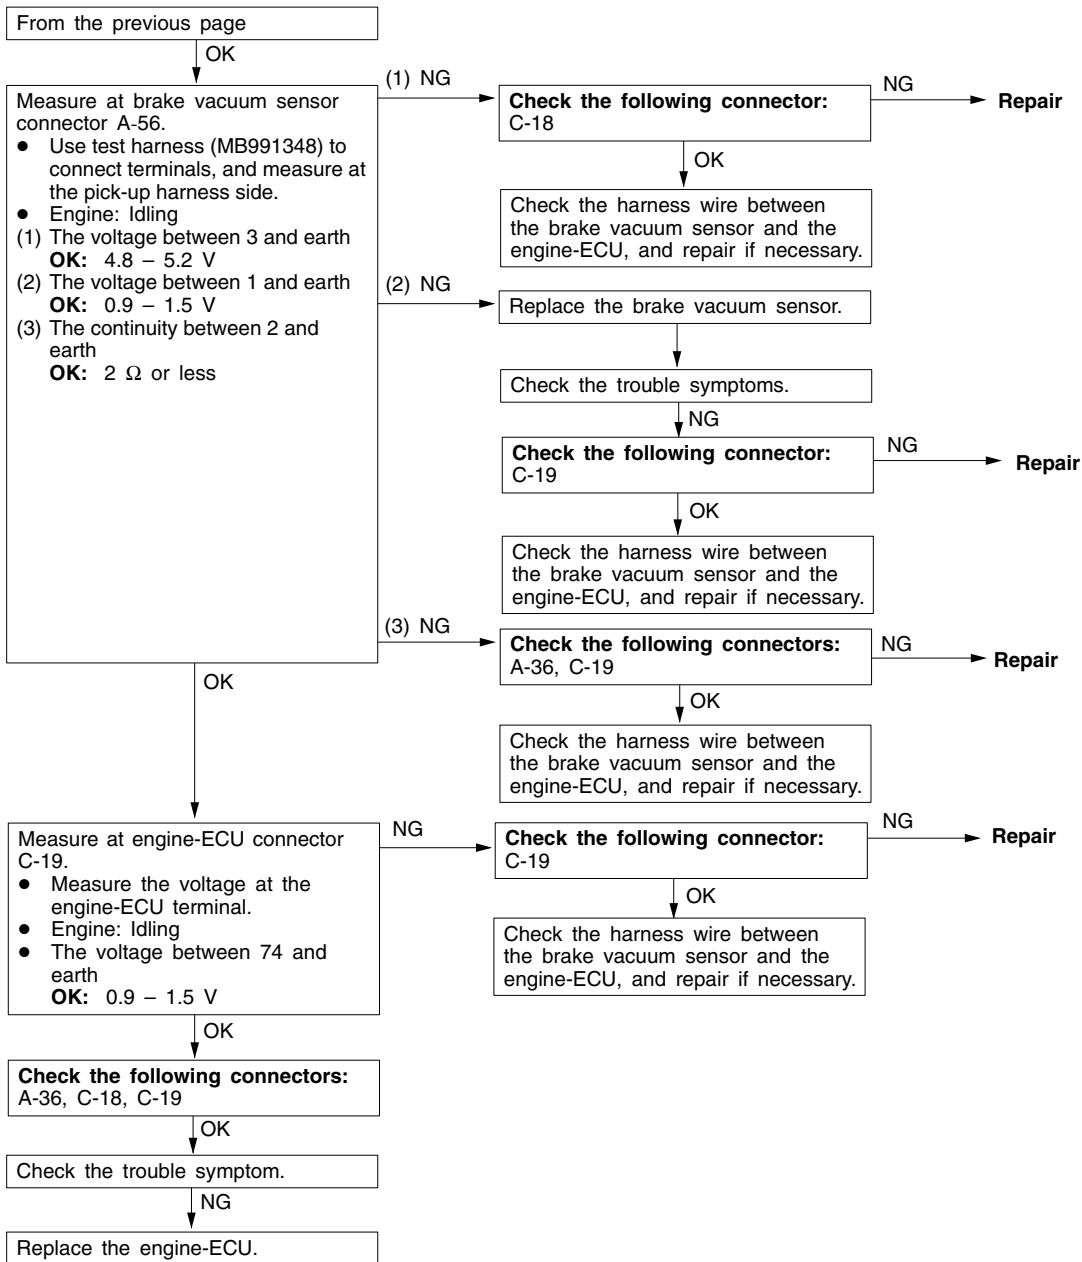 From the previous page
OK
Measure at brake vacuum sensor
connector A-56.
● Use test harness (MB991348) to
connect terminals, and measure at
the pick-up harness side.
● Engine: Idling
(1) The voltage between 3 and earth
OK: 4.8 – 5.2 V
(2) The voltage between 1 and earth
OK: 0.9 – 1.5 V
(3) The continuity between 2 and
earth
OK: 2 Ω or less
(1) NG
Check the following connector:
C-18
NG
Repair
OK
Check the harness wire between
the brake vacuum sensor and the
engine-ECU, and repair if necessary.
(2) NG
Replace the brake vacuum sensor.
Check the trouble symptoms.
NG
Check the following connector:
C-19
NG
Repair
OK
Check the harness wire between
the brake vacuum sensor and the
engine-ECU, and repair if necessary.
(3) NG
Check the following connectors:
A-36, C-19
NG
Repair
OK
Check the harness wire between
the brake vacuum sensor and the
engine-ECU, and repair if necessary.
OK
Measure at engine-ECU connector
C-19.
● Measure the voltage at the
engine-ECU terminal.
● Engine: Idling
● The voltage between 74 and
earth
OK: 0.9 – 1.5 V
NG
Check the following connector:
C-19
NG
Repair
OK
Check the harness wire between
the brake vacuum sensor and the
engine-ECU, and repair if necessary.
OK
Check the following connectors:
A-36, C-18, C-19
OK
Check the trouble symptom.
NG
Replace the engine-ECU.